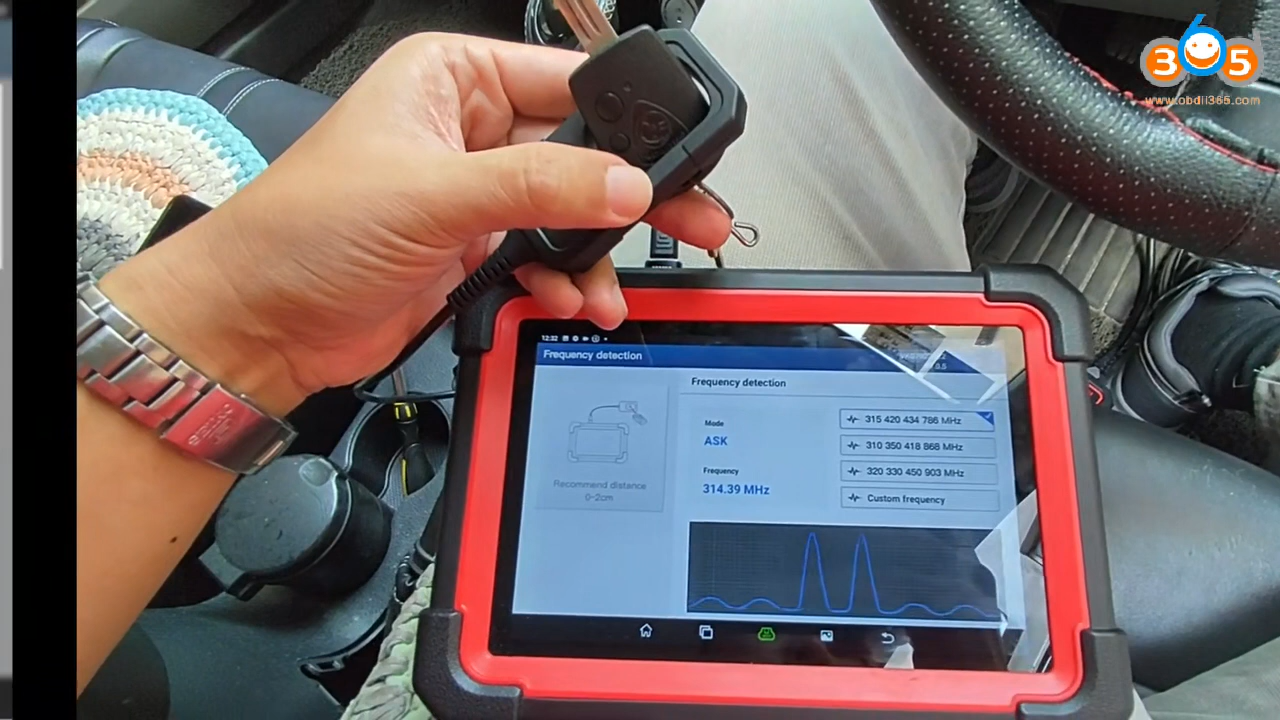 365
www.obdii365.com
12:32
Frequency detection
Frequency detection
Mode
ASK
Frequency
314.39 MHz
315 420 434 786 MHz
310 350 418 868 MHz
320 330 450 903 MHz
Custom frequency
Recommend distance
0-2cm